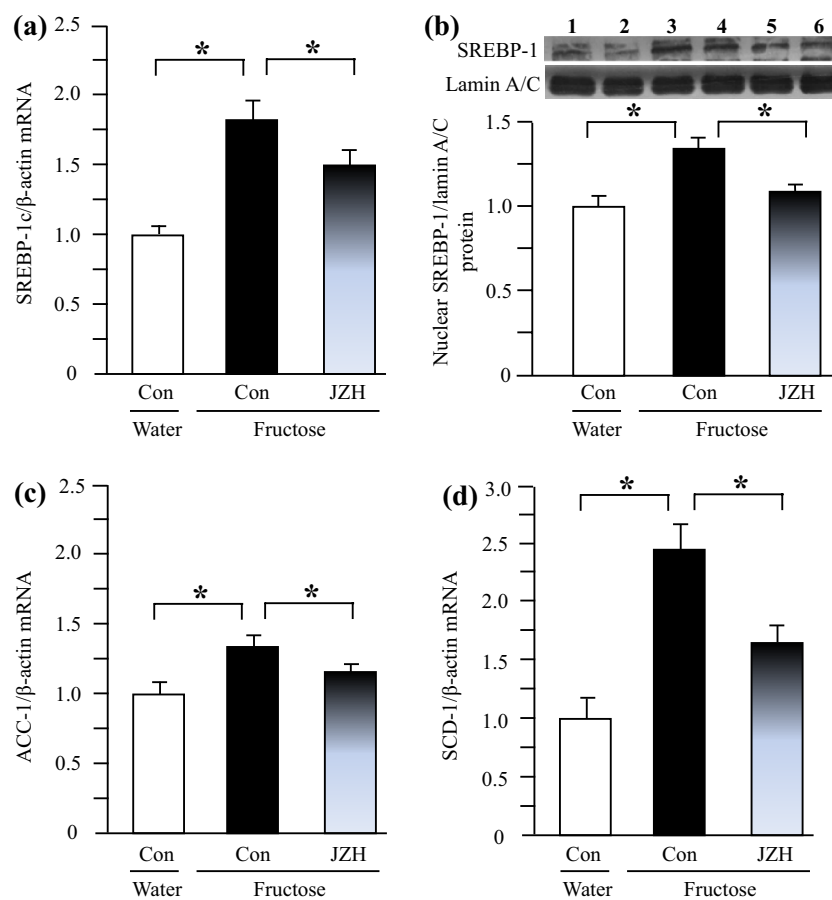 (a)
2.5
2.0
1.5
1.0
0.5
0
SREBP-1c/β-actin mRNA
* *
Con Con JZH
Water Fructose
(b)
1 2 3 4 5 6
SREBP-1
Lamin A/C
1.5
1.0
0.5
0
Nuclear SREBP-1/lamin A/C
protein
* *
Con Con JZH
Water Fructose
(c)
2.5
2.0
1.5
1.0
0.5
0
ACC-1/β-actin mRNA
* *
Con Con JZH
Water Fructose
(d)
3.0
2.5
2.0
1.5
1.0
0.5
0
SCD-1/β-actin mRNA
* *
Con Con JZH
Water Fructose